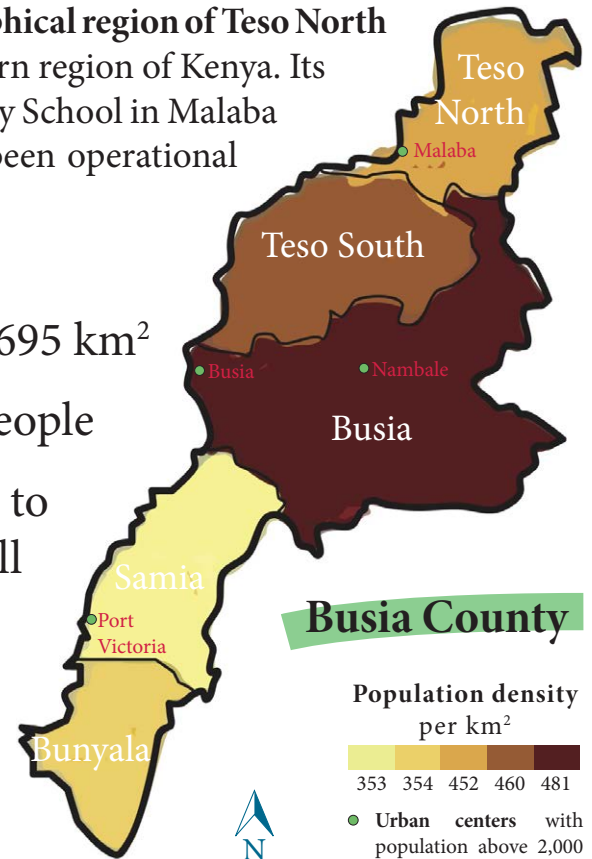 phical region of Teso North
rn region of Kenya. Its
y School in Malaba
been operational
695 km²
eople
to
ll
Teso
North
Malaba
Teso South
Busia
Nambale
Busia
Samia
Port
Victoria
Bunyala
Busia County
Population density
per km²
353 354 452 460 481
Urban centers with
population above 2,000
N